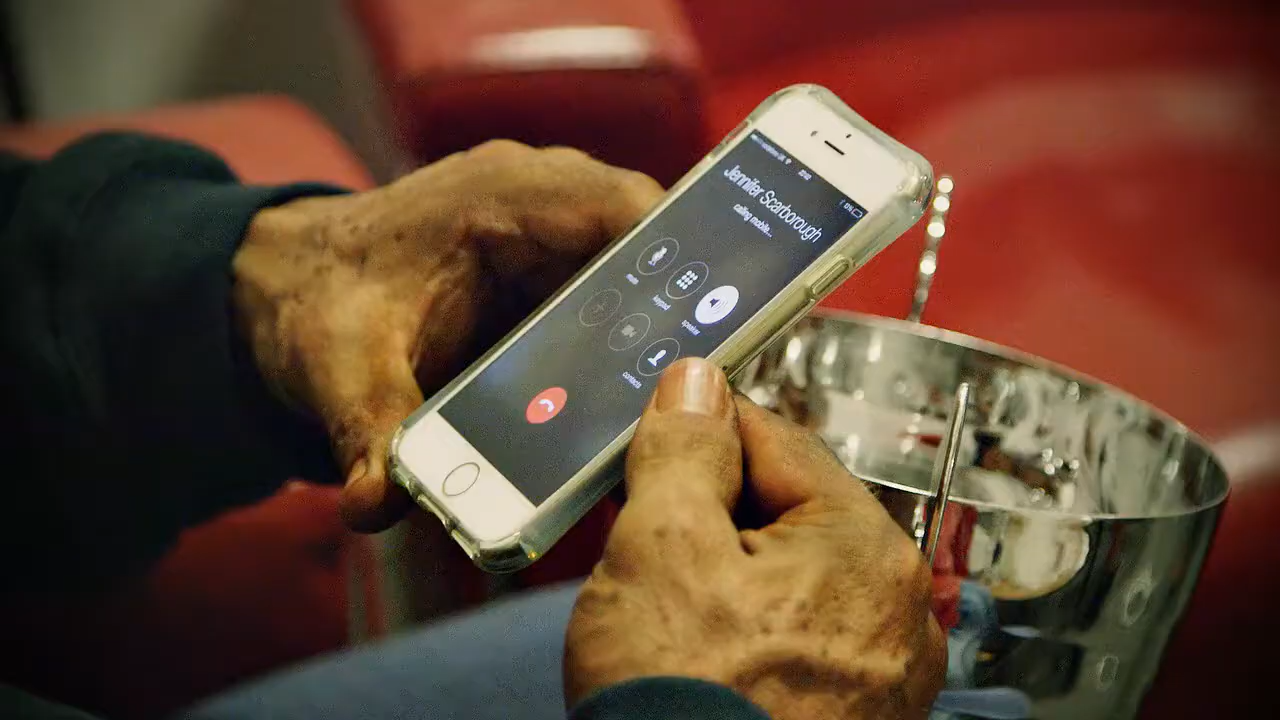 Jennifer Scarborough
calling mobile...
mute
keypad
speaker
contacts